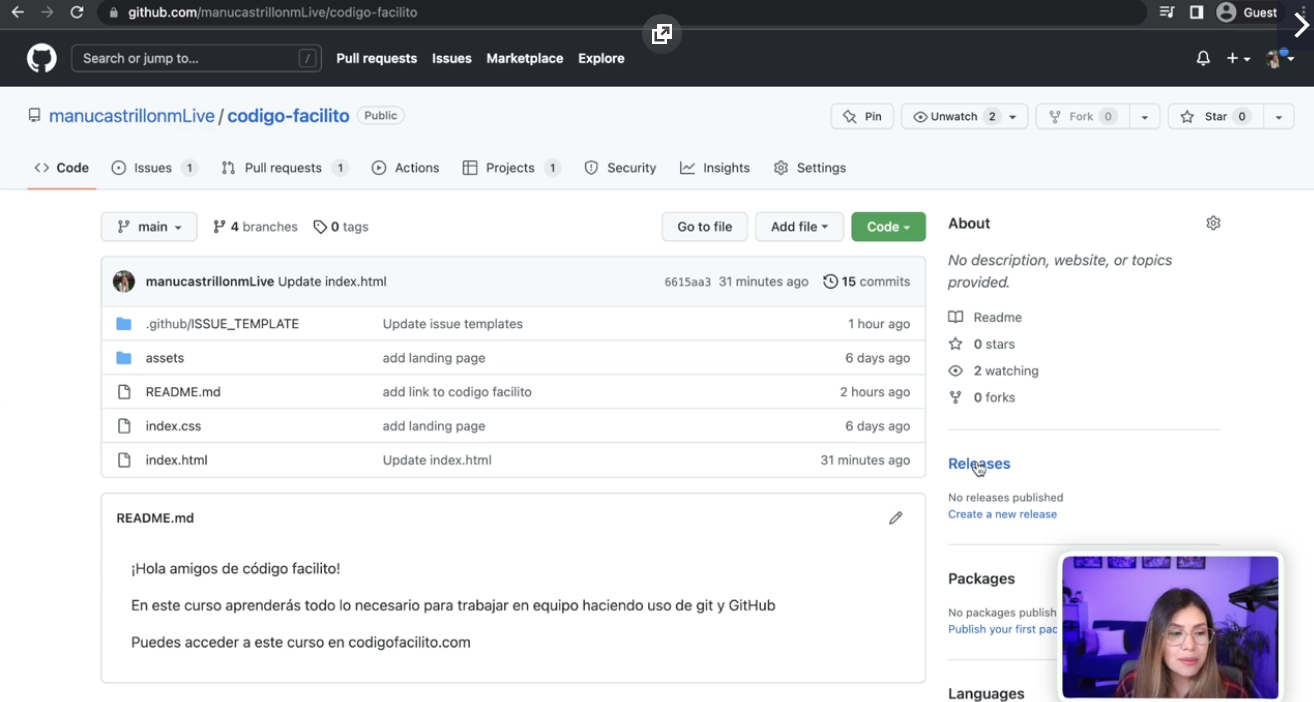 github.com/manucastrillonmLive/codigo-facilito
Guest
Search or jump to... /
Pull requests Issues Marketplace Explore
manucastrillonmLive / codigo-facilito Public
Pin Unwatch 2 Fork 0 Star 0
<> Code Issues 1 Pull requests 1 Actions Projects 1 Security Insights Settings
main 4 branches 0 tags Go to file Add file Code
manucastrillonmLive Update index.html 6615aa3 31 minutes ago 15 commits
.github/ISSUE_TEMPLATE Update issue templates 1 hour ago
assets add landing page 6 days ago
README.md add link to codigo facilito 2 hours ago
index.css add landing page 6 days ago
index.html Update index.html 31 minutes ago
README.md
¡Hola amigos de código facilito!
En este curso aprenderás todo lo necesario para trabajar en equipo haciendo uso de git y GitHub
Puedes acceder a este curso en codigofacilito.com
About
No description, website, or topics
provided.
Readme
0 stars
2 watching
0 forks
Releases
No releases published
Create a new release
Packages
No packages publish
Publish your first pac
Languages